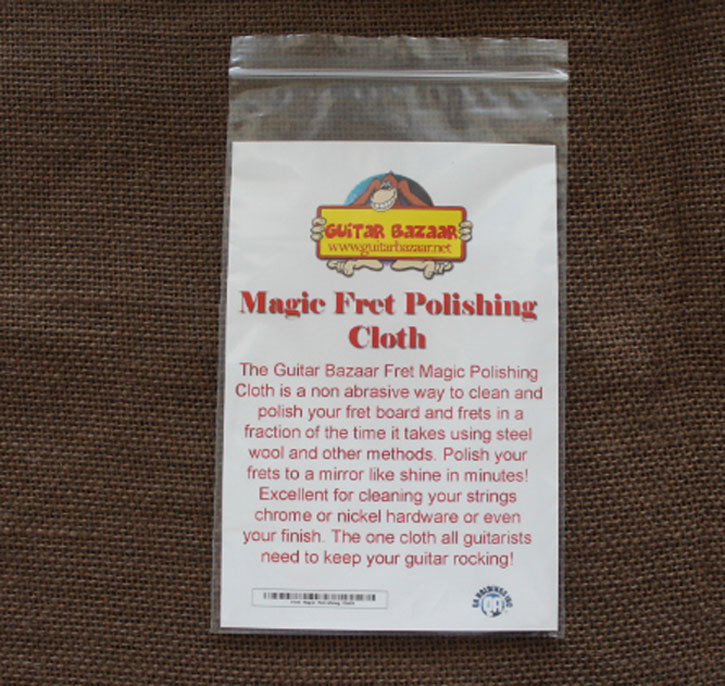 GUITAR BAZAAR
www.guitarbazaar.net
Magic Fret Polishing
Cloth
The Guitar Bazaar Fret Magic Polishing
Cloth is a non abrasive way to clean and
polish your fret board and frets in a
fraction of the time it takes using steel
wool and other methods. Polish your
frets to a mirror like shine in minutes!
Excellent for cleaning your strings
chrome or nickel hardware or even
your finish. The one cloth all guitarists
need to keep your guitar rocking!
Magic Polishing Cloth
HOLDINGS INC